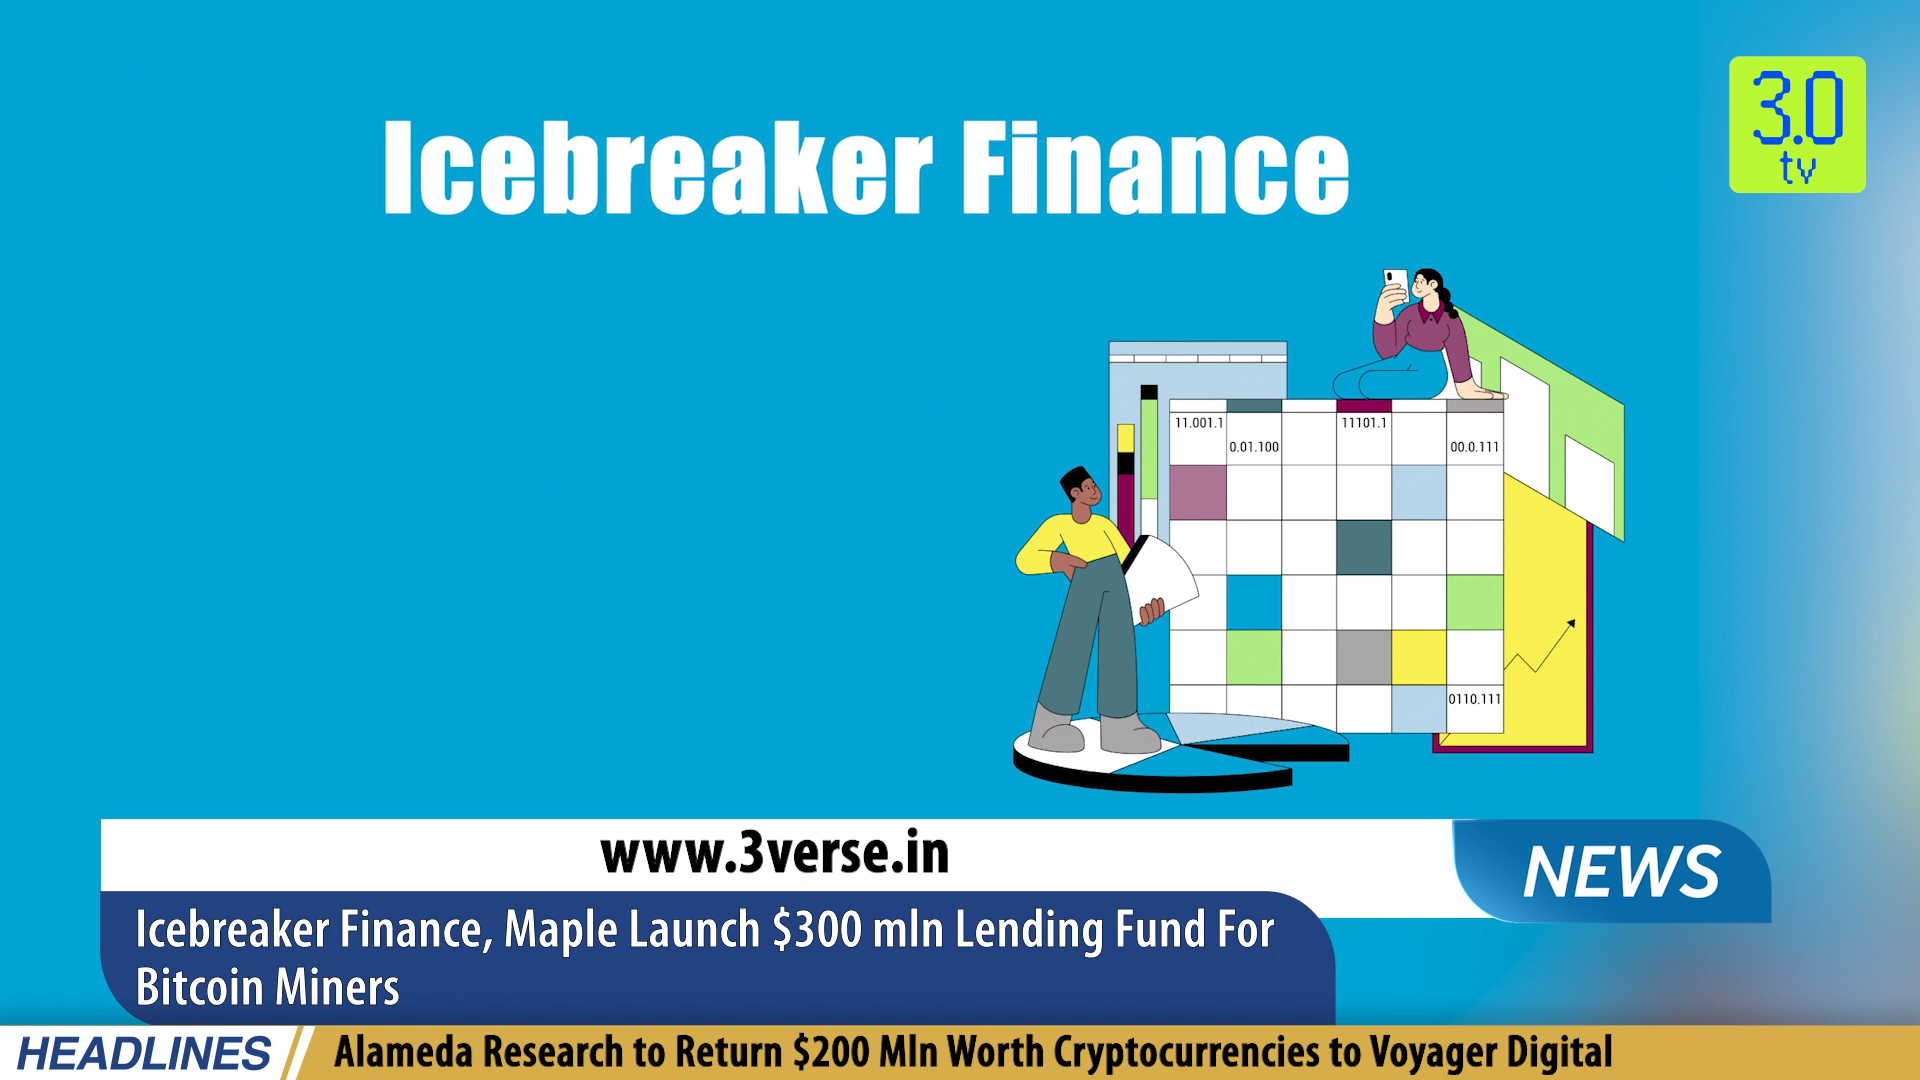 Icebreaker Finance
3.0
tv
11.001.1
11101.1
0.01.100
00.0.111
0110.111
www.3verse.in
NEWS
Icebreaker Finance, Maple Launch $300 mln Lending Fund For
Bitcoin Miners
HEADLINES
Alameda Research to Return $200 Mln Worth Cryptocurrencies to Voyager Digital